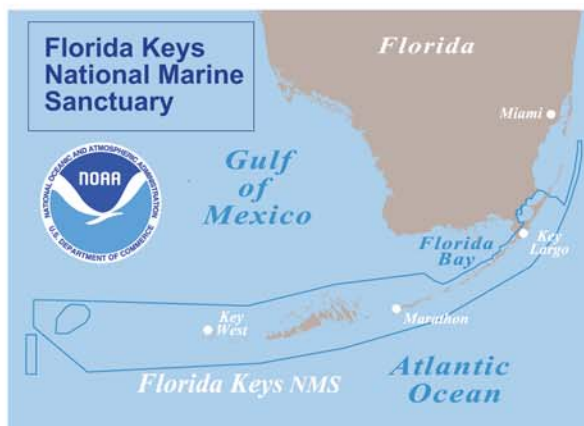 Florida Keys
National Marine
Sanctuary
NATIONAL OCEANIC AND ATMOSPHERIC ADMINISTRATION
NOAA
U.S. DEPARTMENT OF COMMERCE
Florida
Miami
Gulf
of
Mexico
Florida
Bay
Key
Largo
Key
West
Marathon
Florida Keys NMS
Atlantic
Ocean